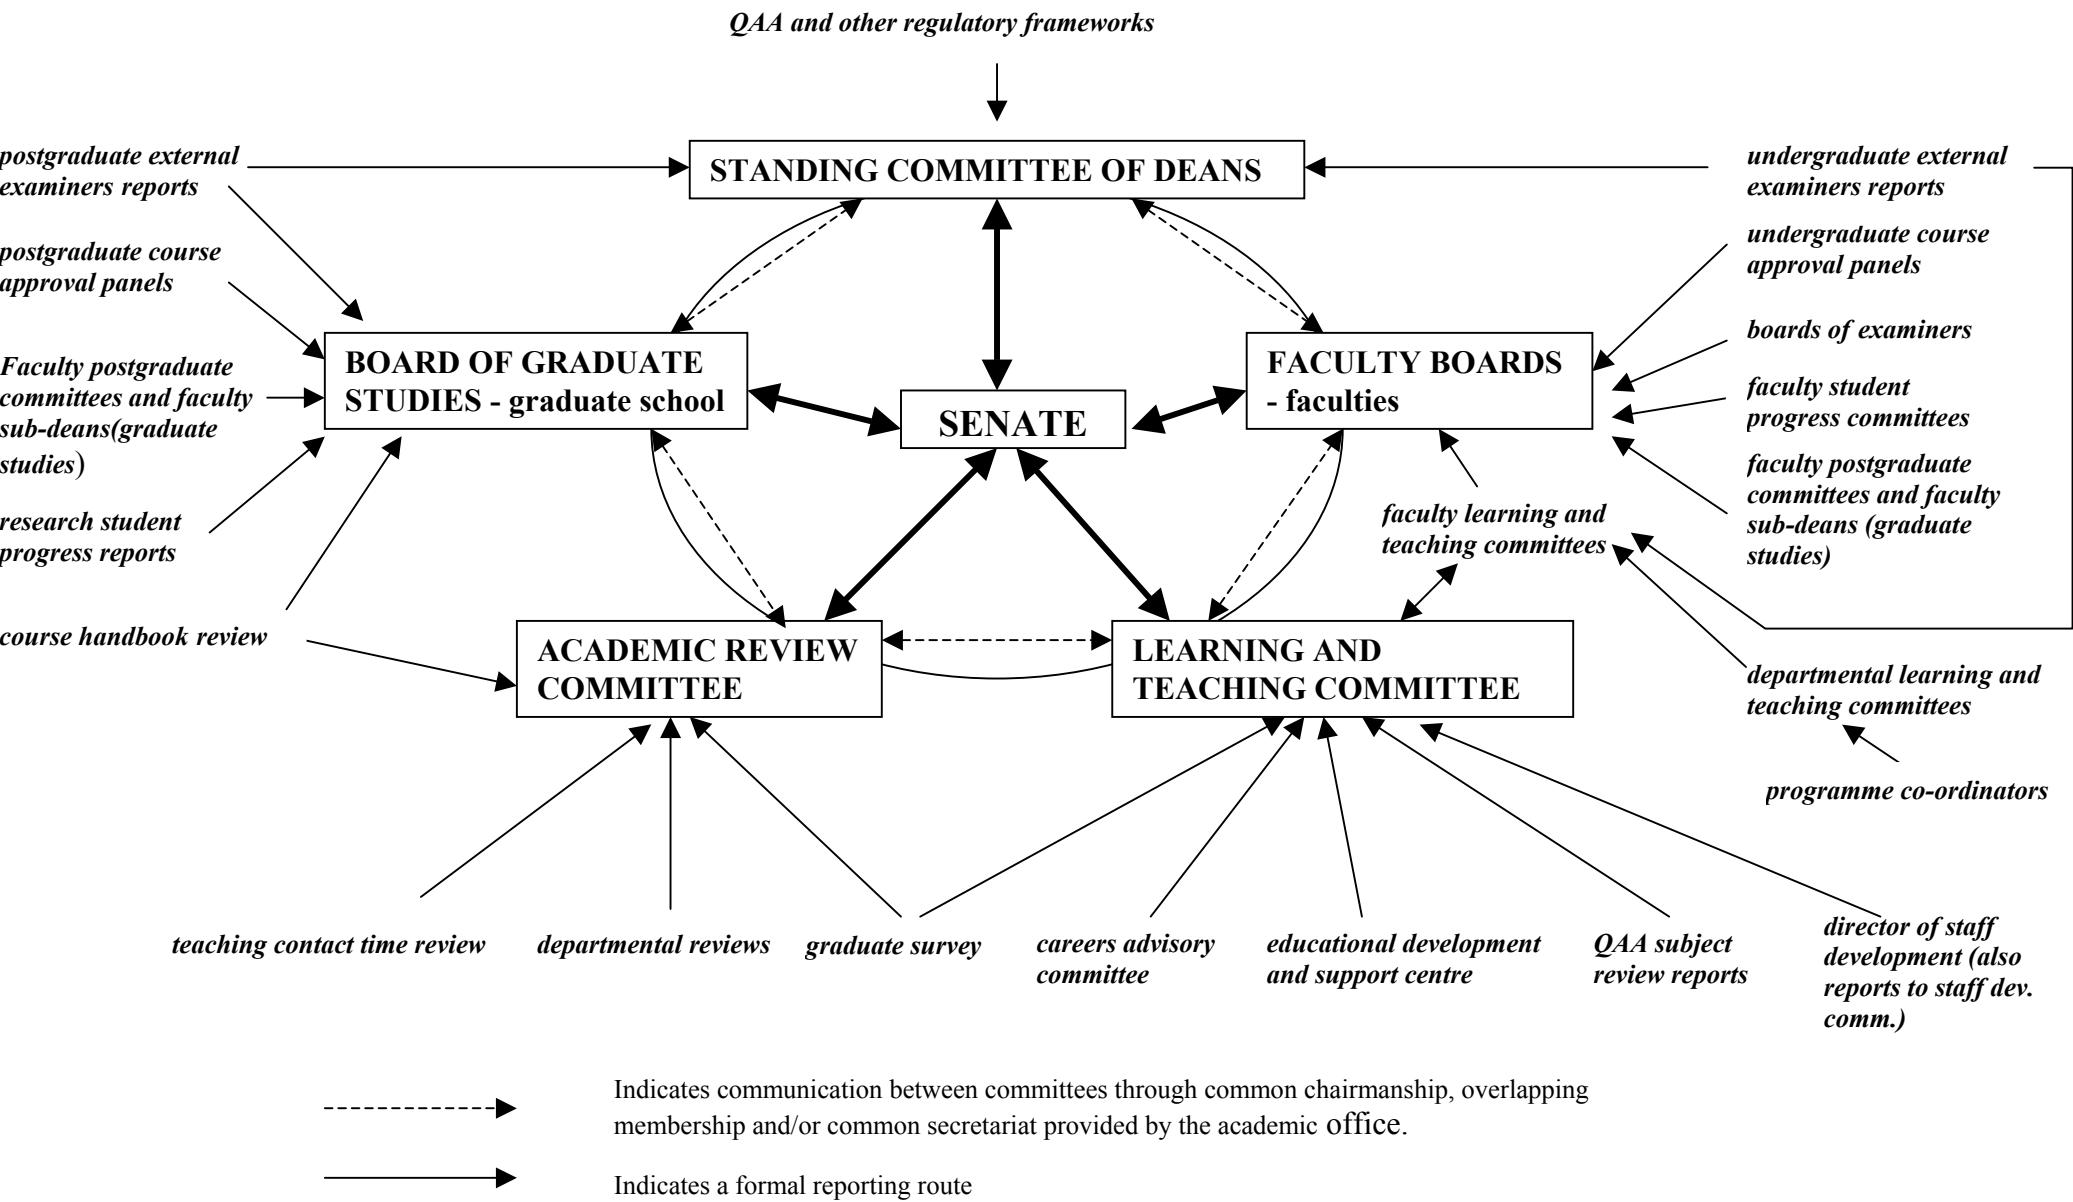 QAA and other regulatory frameworks
postgraduate external
examiners reports
STANDING COMMITTEE OF DEANS
undergraduate external
examiners reports
postgraduate course
approval panels
undergraduate course
approval panels
BOARD OF GRADUATE
STUDIES - graduate school
FACULTY BOARDS
- faculties
boards of examiners
Faculty postgraduate
committees and faculty
sub-deans(graduate
studies)
SENATE
faculty student
progress committees
faculty postgraduate
committees and faculty
sub-deans (graduate
studies)
research student
progress reports
faculty learning and
teaching committees
course handbook review
ACADEMIC REVIEW
COMMITTEE
LEARNING AND
TEACHING COMMITTEE
departmental learning and
teaching committees
programme co-ordinators
teaching contact time review
departmental reviews
graduate survey
careers advisory
committee
educational development
and support centre
QAA subject
review reports
director of staff
development (also
reports to staff dev.
comm.)
Indicates communication between committees through common chairmanship, overlapping
membership and/or common secretariat provided by the academic office.
Indicates a formal reporting route